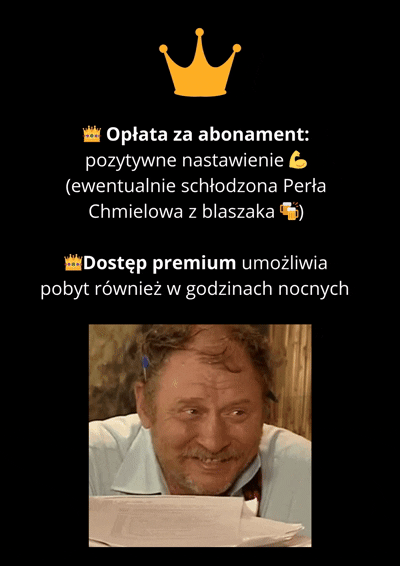 👑 Opłata za abonament:
pozytywne nastawienie 💪
(ewentualnie schłodzona Perła
Chmielowa z blaszaka 🍻)
👑Dostęp premium umożliwia
pobyt również w godzinach nocnych